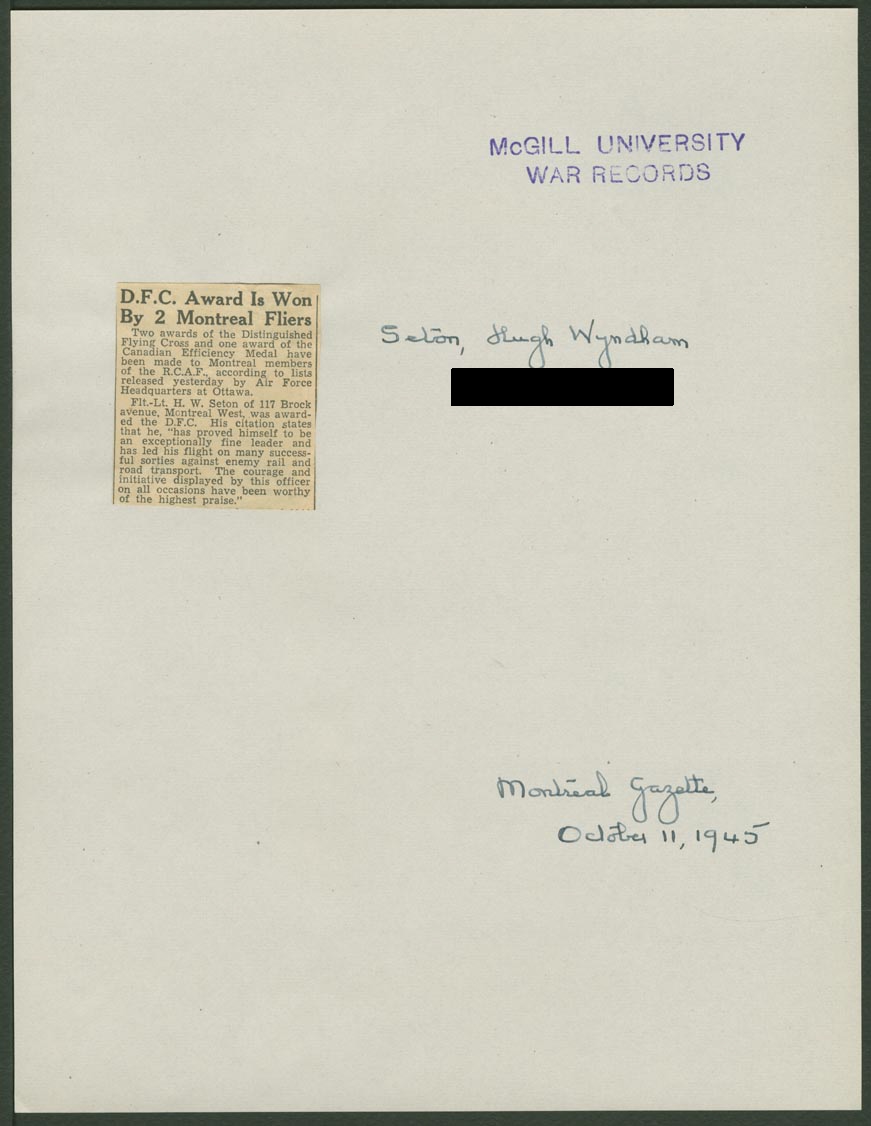 McGILL UNIVERSITY
WAR RECORDS
D.F.C. Award Is Won
By 2 Montreal Fliers
Two awards of the Distinguished
Flying Cross and one award of the
Canadian Efficiency Medal have
been made to Montreal members
of the R.C.A.F., according to lists
released yesterday by Air Force
Headquarters at Ottawa.
Flt.-Lt. H. W. Seton of 117 Brock
avenue, Montreal West, was award-
ed the D.F.C. His citation states
that he, "has proved himself to be
an exceptionally fine leader and
has led his flight on many success-
ful sorties against enemy rail and
road transport. The courage and
initiative displayed by this officer
on all occasions have been worthy
of the highest praise."
Seton, Hugh Wyndham
Montreal Gazette,
October 11, 1945